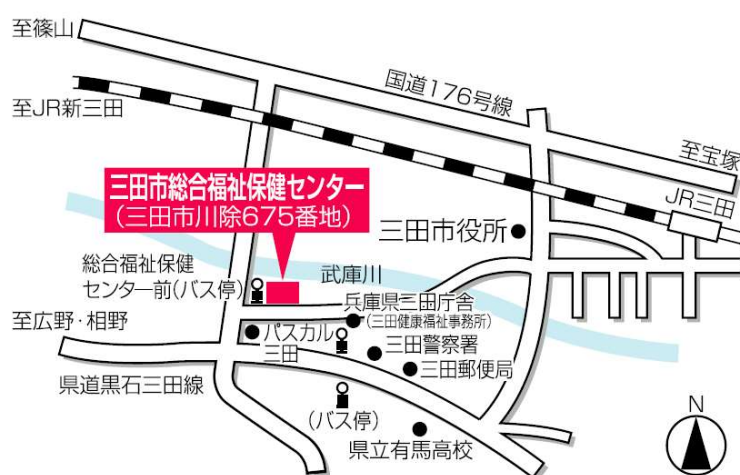 至篠山
国道176号線
至JR新三田
至宝塚
JR三田
三田市総合福祉保健センター
(三田市川除675番地)
三田市役所
総合福祉保健
センター前(バス停)
武庫川
兵庫県三田庁舎
(三田健康福祉事務所)
至広野・相野
パスカル
三田
三田警察署
三田郵便局
県道黒石三田線
(バス停)
県立有馬高校
N